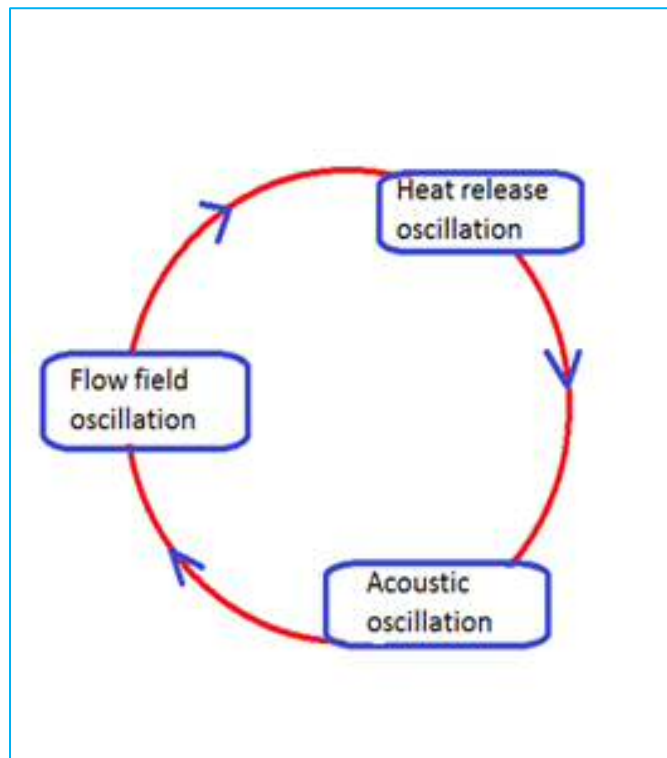 Heat release
oscillation
Flow field
oscillation
Acoustic
oscillation